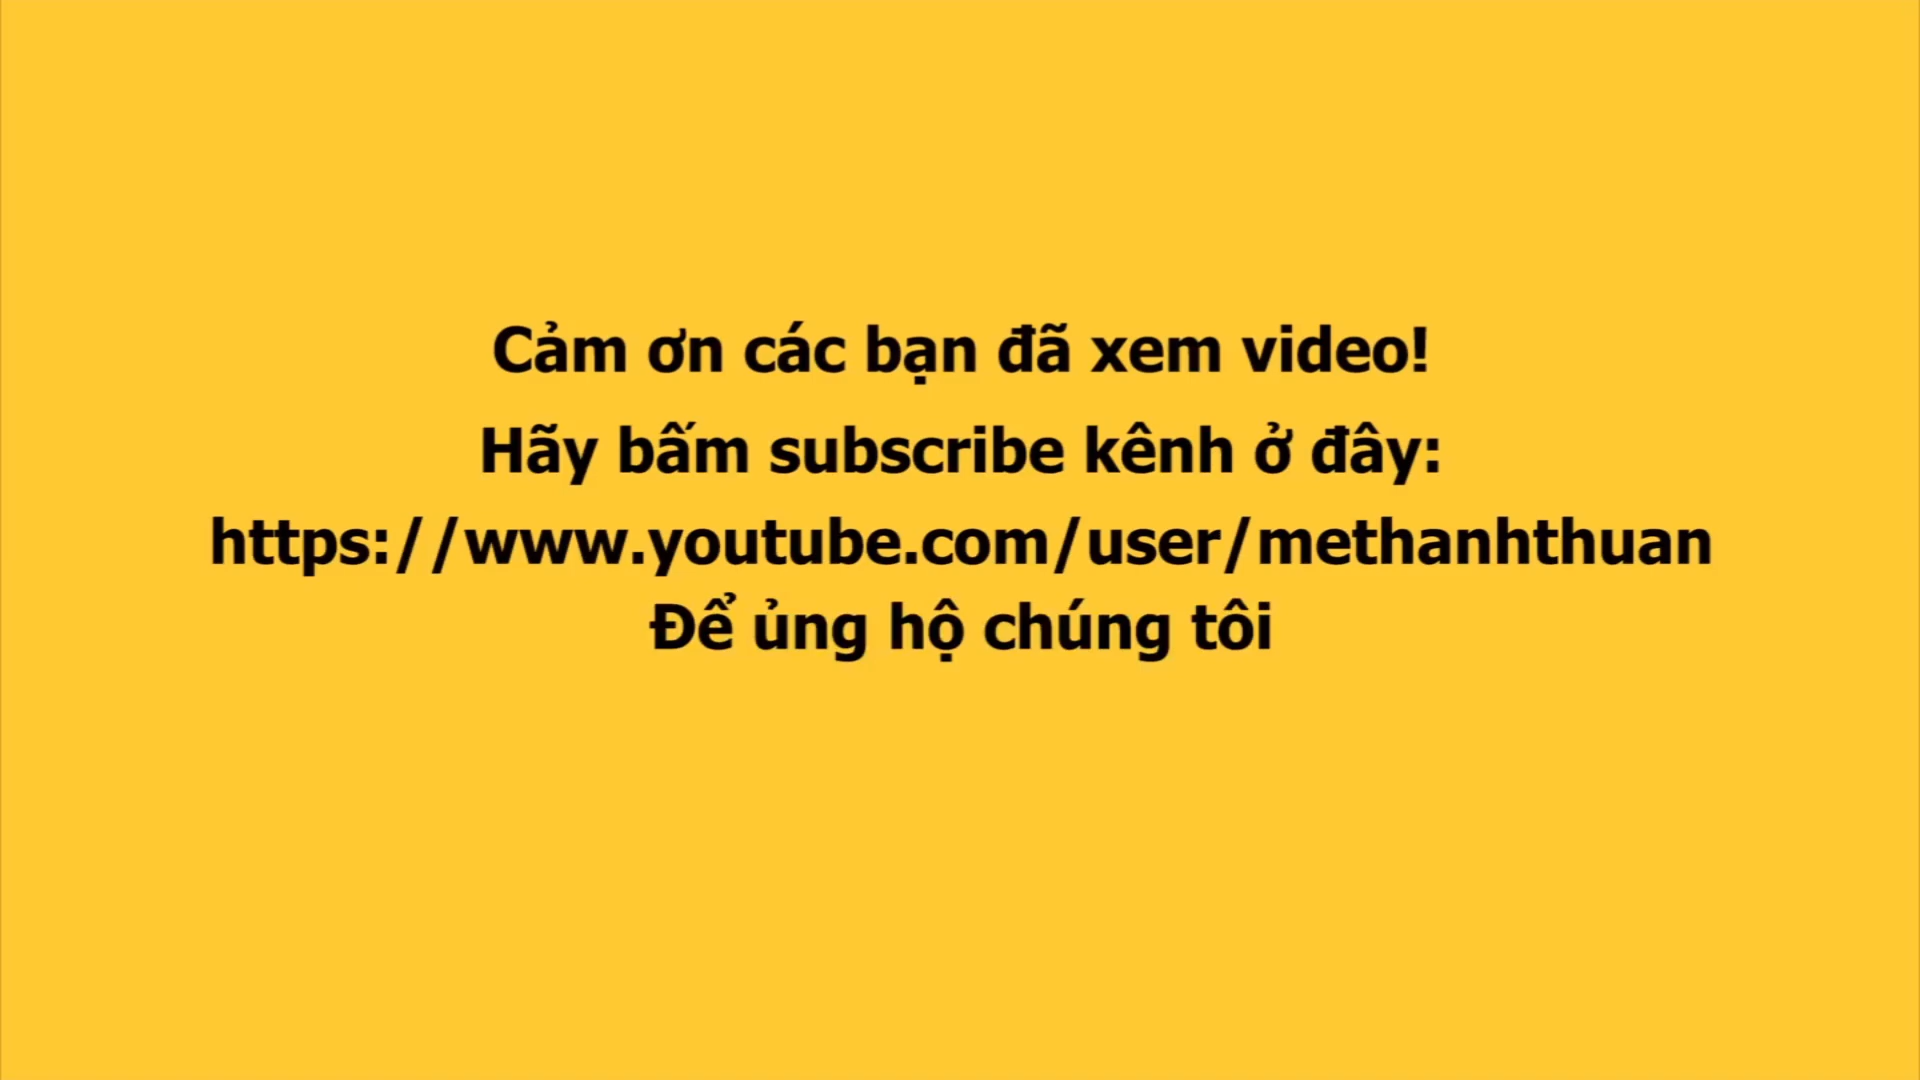 Cảm ơn các bạn đã xem video!
Hãy bấm subscribe kênh ở đây:
https://www.youtube.com/user/methanhthuan
Để ủng hộ chúng tôi